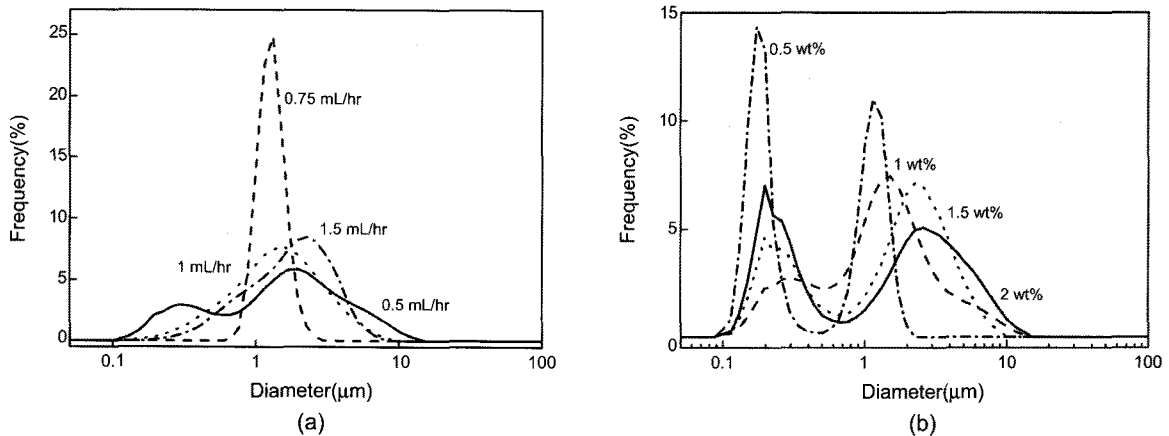 25
20
15
10
5
0
Frequency(%)
0.75 mL/hr
1.5 mL/hr
1 mL/hr
0.5 mL/hr
0.1
1
10
100
Diameter(μm)
(a)
15
10
5
0
Frequency(%)
0.5 wt%
1 wt%
1.5 wt%
2 wt%
0.1
1
10
100
Diameter(μm)
(b)